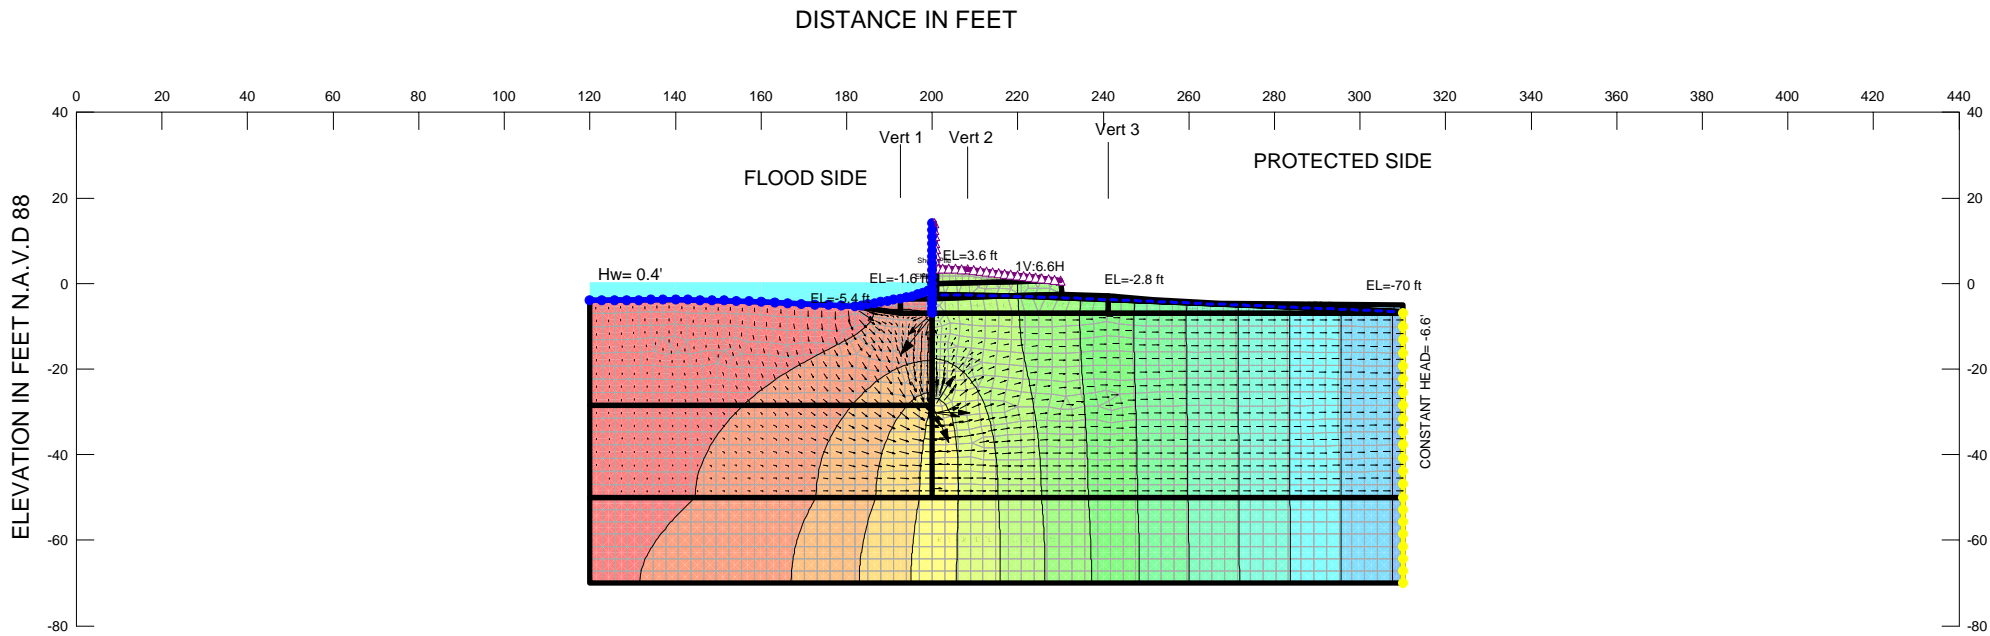 DISTANCE IN FEET
0 20 40 60 80 100 120 140 160 180 200 220 240 260 280 300 320 340 360 380 400 420 440
40 40
Vert 1 Vert 2 Vert 3
FLOOD SIDE PROTECTED SIDE
20 20
EL=3.6 ft
Hw= 0.4' EL=-1.6 ft 1V:6.6H EL=-2.8 ft EL=-70 ft
0 0
EL=-5.4 ft
-20 -20
-40 -40
-60 -60
-80 -80
ELEVATION IN FEET N.A.V.D 88
CONSTANT HEAD= -6.6'